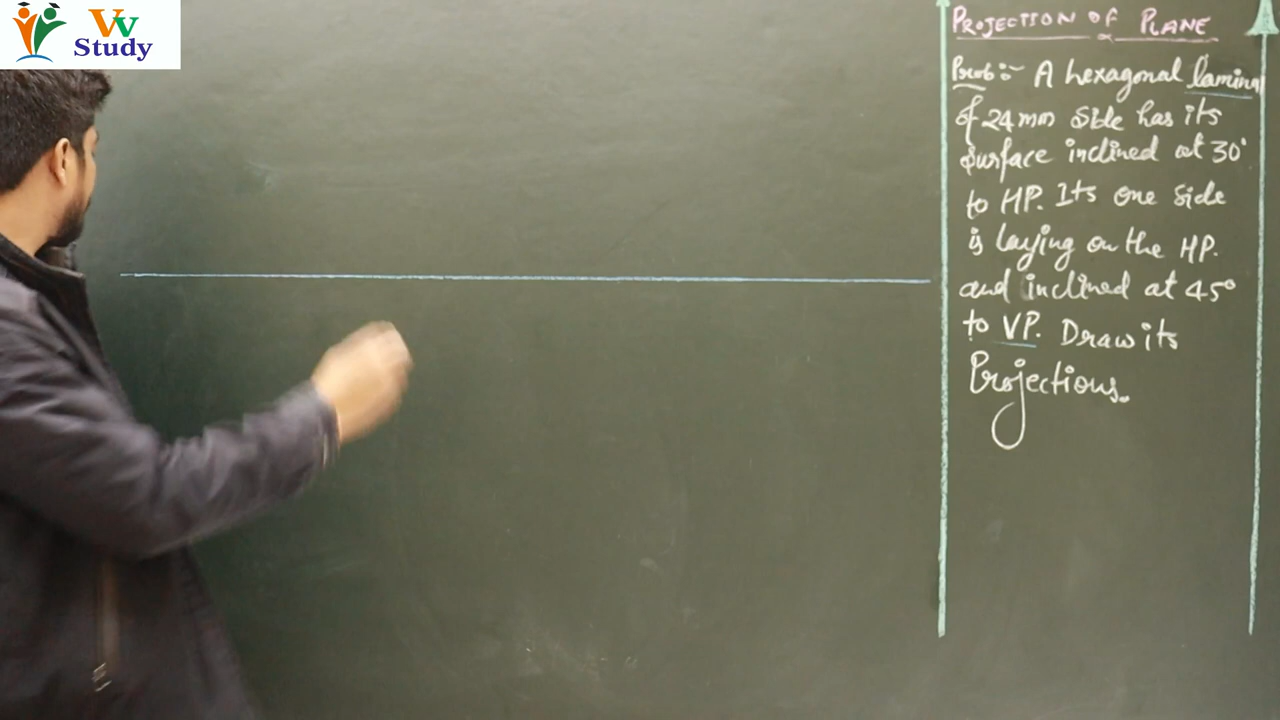 Vv
Study
PROJECTION OF PLANE
Prob:- A hexagonal lamina
of 24mm side has its
surface inclined at 30°
to HP. Its one side
is laying on the HP.
and inclined at 45°
to VP. Draw its
Projections.